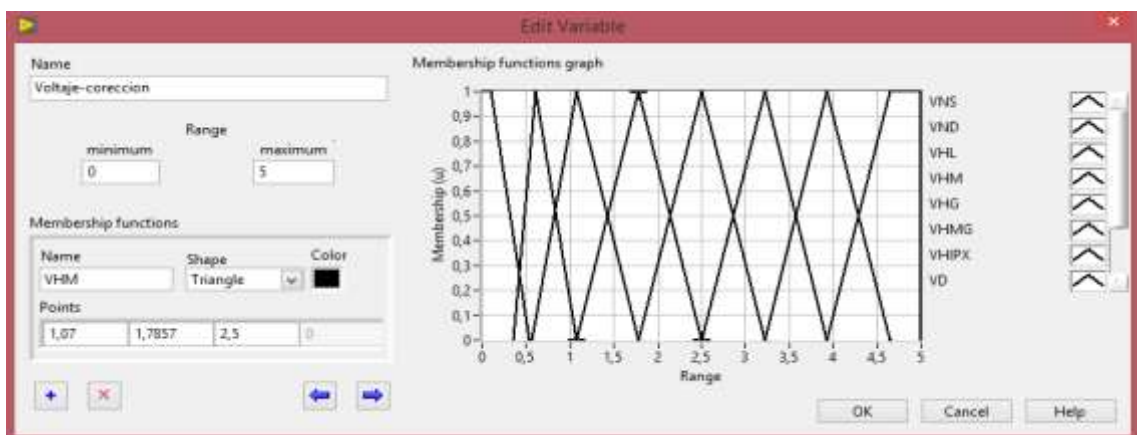 Edit Variable
Name
Voltaje-coreccion
Range
minimum
maximum
0
5
Membership functions
Name
Shape
Color
VHM
Triangle
Points
1,07
1,7857
2,5
0
Membership functions graph
Membership (u)
1
0,9
0,8
0,7
0,6
0,5
0,4
0,3
0,2
0,1
0
0 0,5 1 1,5 2 2,5 3 3,5 4 4,5 5
Range
VNS
VND
VHL
VHM
VHG
VHMG
VHIPX
VD
OK
Cancel
Help